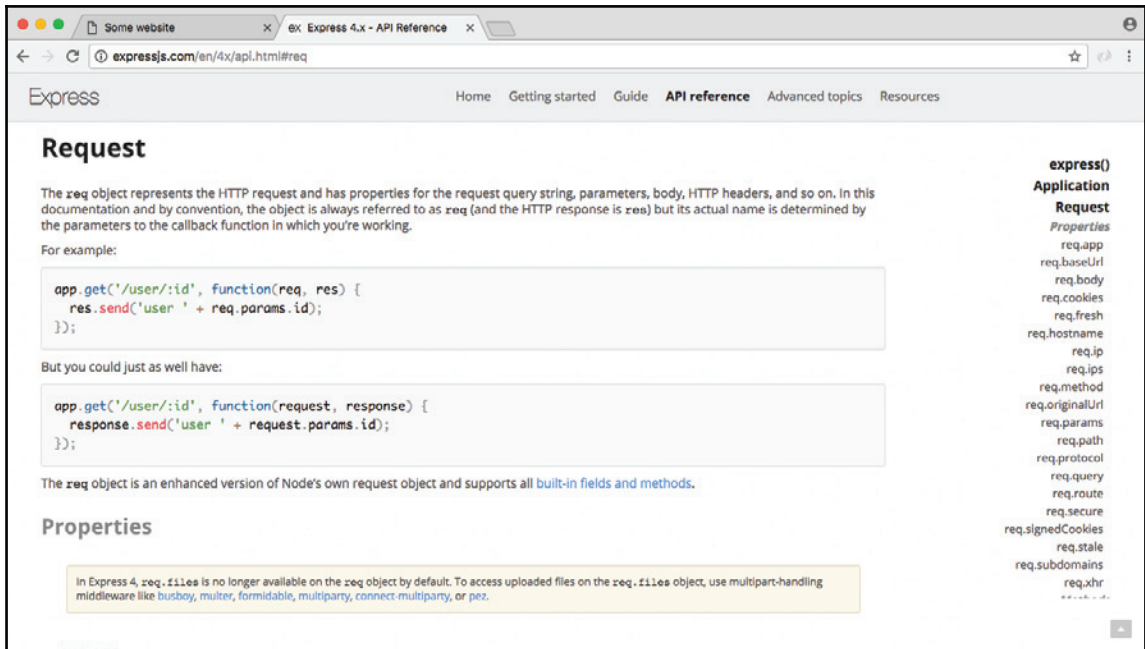 Some website
ex Express 4.x - API Reference
expressjs.com/en/4x/api.html#req
Express
Home Getting started Guide API reference Advanced topics Resources
Request
The req object represents the HTTP request and has properties for the request query string, parameters, body, HTTP headers, and so on. In this
documentation and by convention, the object is always referred to as req (and the HTTP response is res) but its actual name is determined by
the parameters to the callback function in which you're working.
For example:
app.get('/user/:id', function(req, res) {
  res.send('user ' + req.params.id);
});
But you could just as well have:
app.get('/user/:id', function(request, response) {
  response.send('user ' + request.params.id);
});
The req object is an enhanced version of Node's own request object and supports all built-in fields and methods.
Properties
In Express 4, req.files is no longer available on the req object by default. To access uploaded files on the req.files object, use multipart-handling
middleware like busboy, multer, formidable, multiparty, connect-multiparty, or pez.
express()
Application
Request
Properties
req.app
req.baseUrl
req.body
req.cookies
req.fresh
req.hostname
req.ip
req.ips
req.method
req.originalUrl
req.params
req.path
req.protocol
req.query
req.route
req.secure
req.signedCookies
req.stale
req.subdomains
req.xhr